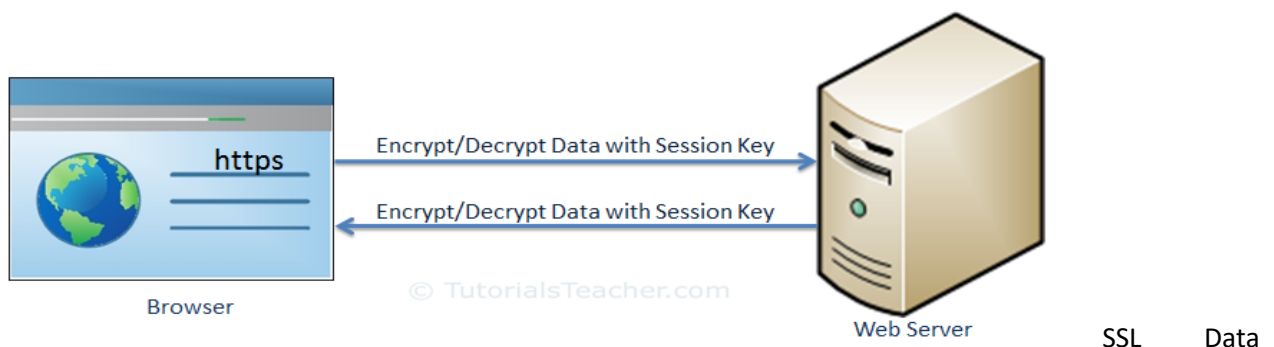 https
Encrypt/Decrypt Data with Session Key
Encrypt/Decrypt Data with Session Key
© TutorialsTeacher.com
Browser
Web Server
SSL Data